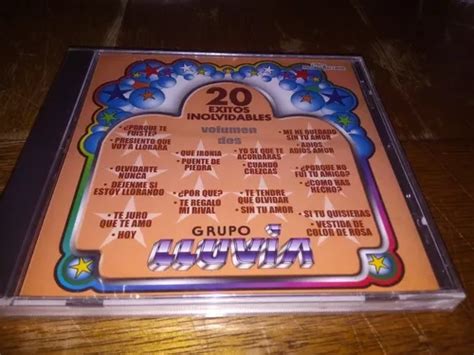 20
EXITOS
INOLVIDABLES
volumen
dos
• ¿PORQUE TE
FUISTE?
• PRESIENTO QUE
VOY A LLORAR
• OLVIDARTE
NUNCA
• DEJENME SI
ESTOY LLORANDO
• TE JURO
QUE TE AMO
• HOY
• QUE IRONIA
• PUENTE DE
PIEDRA
• ¿POR QUE?
• TE REGALO
MI RIVAL
• YO SE QUE TE
ACORDARAS
• CUANDO
CREZCAS
• TE TENDRE
QUE OLVIDAR
• SIN TU AMOR
• ME HE QUEDADO
SIN TU AMOR
• ADIOS
ADIOS AMOR
• ¿PORQUE NO
FUI TU AMIGO?
• ¿COMO HAS
HECHO?
• SI TU QUISIERAS
• VESTIDA DE
COLOR DE ROSA
GRUPO
LLUVIA